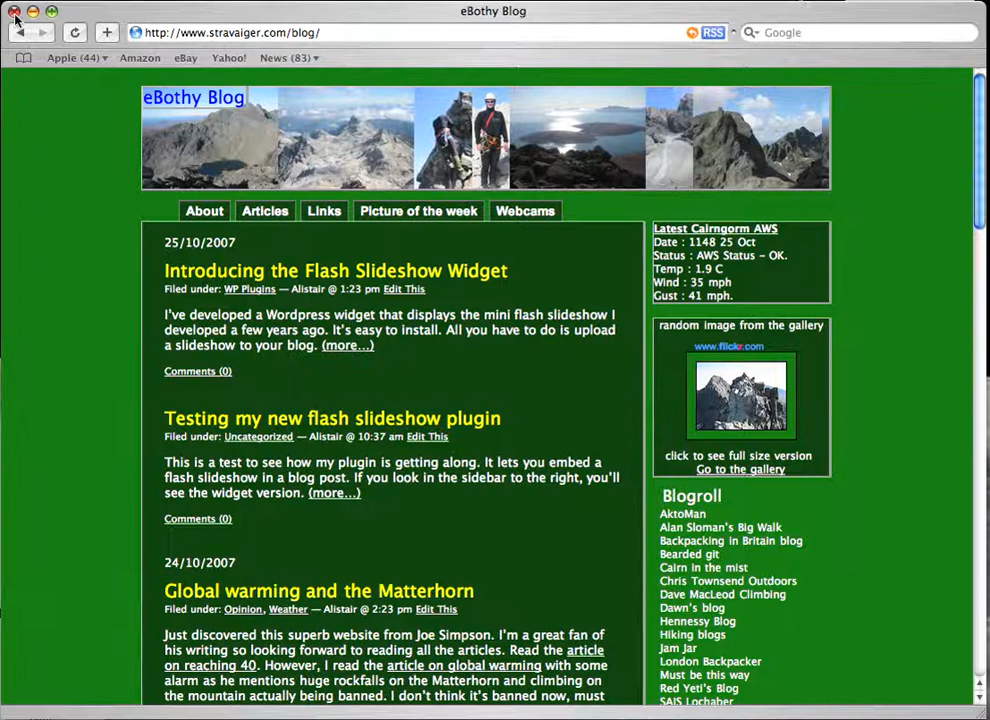 eBothy Blog
http://www.stravaiger.com/blog/
RSS
Google
Apple (44)
Amazon
eBay
Yahoo!
News (83)
eBothy Blog
About
Articles
Links
Picture of the week
Webcams
25/10/2007
Introducing the Flash Slideshow Widget
Filed under: WP Plugins — Alistair @ 1:23 pm Edit This
I've developed a Wordpress widget that displays the mini flash slideshow I
developed a few years ago. It's easy to install. All you have to do is upload
a slideshow to your blog. (more...)
Comments (0)
Testing my new flash slideshow plugin
Filed under: Uncategorized — Alistair @ 10:37 am Edit This
This is a test to see how my plugin is getting along. It lets you embed a
flash slideshow in a blog post. If you look in the sidebar to the right, you'll
see the widget version. (more...)
Comments (0)
24/10/2007
Global warming and the Matterhorn
Filed under: Opinion, Weather — Alistair @ 2:23 pm Edit This
Just discovered this superb website from Joe Simpson. I'm a great fan of
his writing so looking forward to reading all the articles. Read the article
on reaching 40. However, I read the article on global warming with some
alarm as he mentions huge rockfalls on the Matterhorn and climbing on
the mountain actually being banned. I don't think it's banned now, must
Latest Cairngorm AWS
Date : 1148 25 Oct
Status : AWS Status - OK.
Temp : 1.9 C
Wind : 35 mph
Gust : 41 mph.
random image from the gallery
www.flickr.com
click to see full size version
Go to the gallery
Blogroll
AktoMan
Alan Sloman's Big Walk
Backpacking in Britain blog
Bearded git
Cairn in the mist
Chris Townsend Outdoors
Dave MacLeod Climbing
Dawn's blog
Hennessy Blog
Hiking blogs
Jam Jar
London Backpacker
Must be this way
Red Yeti's Blog
SAIS Lochaber